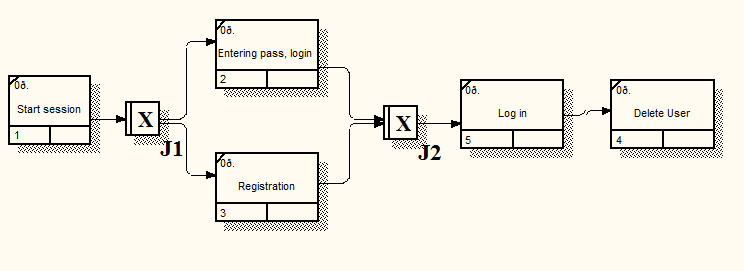 0ð.
Start session
1
X
J1
0ð.
Entering pass, login
2
0ð.
Registration
3
X
J2
0ð.
Log in
5
0ð.
Delete User
4